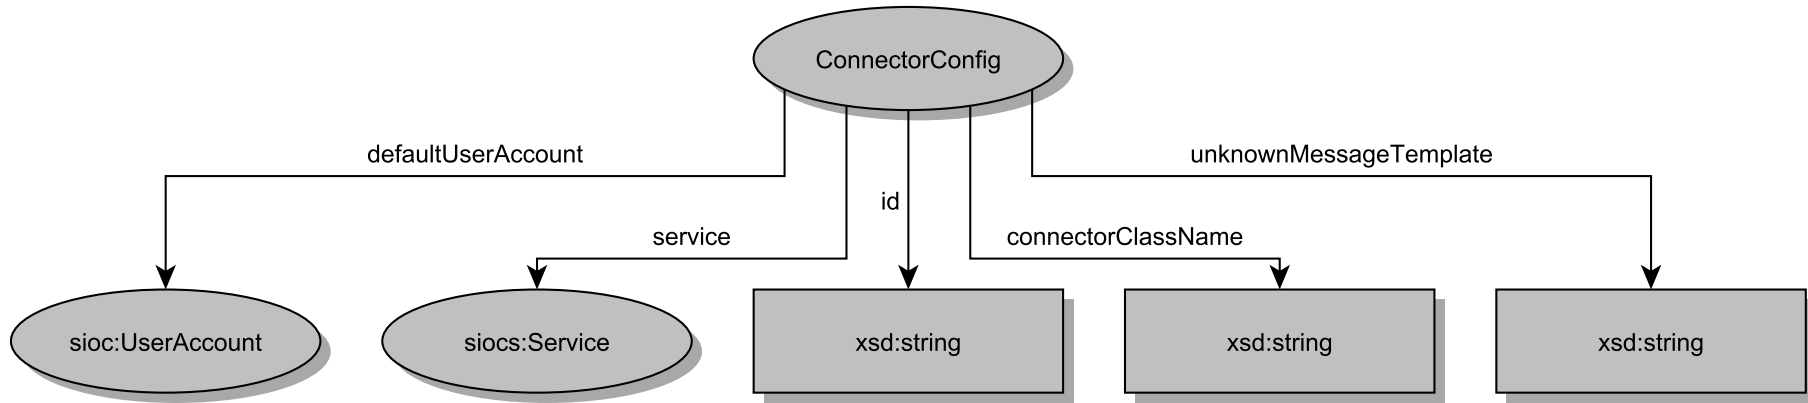 ConnectorConfig
defaultUserAccount
unknownMessageTemplate
id
service
connectorClassName
sioc:UserAccount
siocs:Service
xsd:string
xsd:string
xsd:string